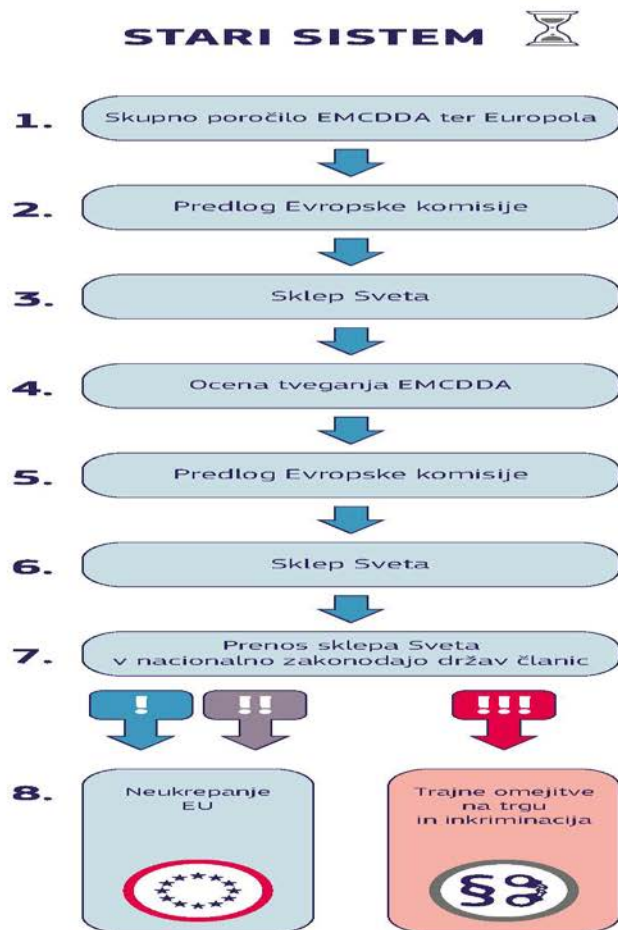 STARI SISTEM
1. Skupno poročilo EMCDDA ter Europola
2. Predlog Evropske komisije
3. Sklep Sveta
4. Ocena tveganja EMCDDA
5. Predlog Evropske komisije
6. Sklep Sveta
7. Prenos sklepa Sveta
v nacionalno zakonodajo držav članic
! !! !!!
8. Neukrepanje
EU
Trajne omejitve
na trgu
in inkriminacija
§